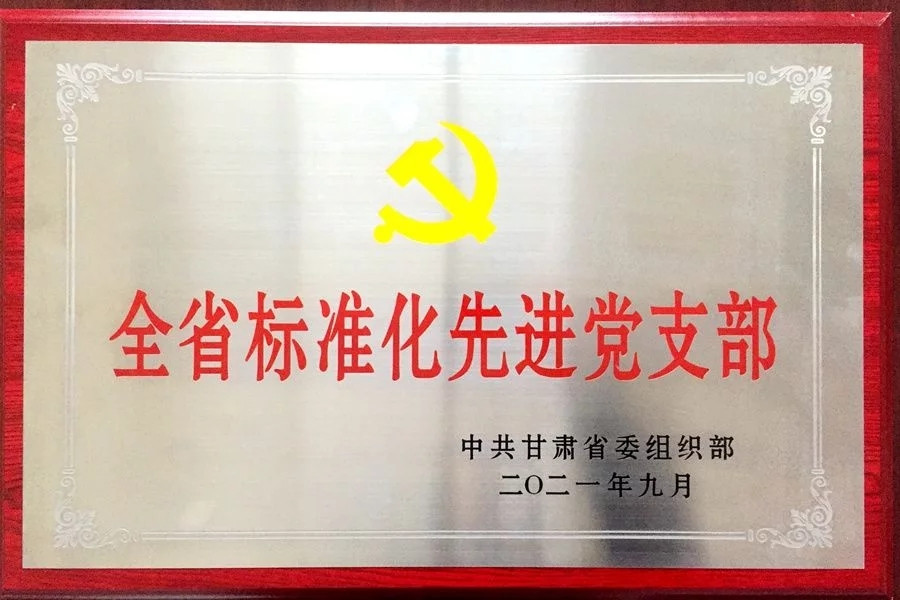 全省标准化先进党支部
中共甘肃省委组织部
二〇二一年九月